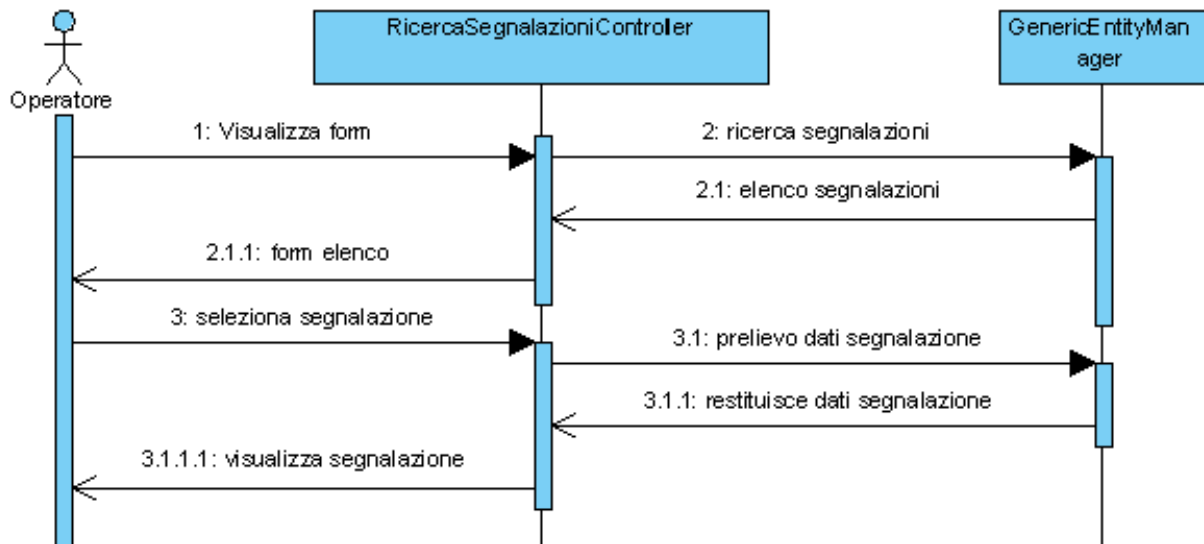 RicercaSegnalazioniController
GenericEntityMan
ager
Operatore
1: Visualizza form
2: ricerca segnalazioni
2.1: elenco segnalazioni
2.1.1: form elenco
3: seleziona segnalazione
3.1: prelievo dati segnalazione
3.1.1: restituisce dati segnalazione
3.1.1.1: visualizza segnalazione